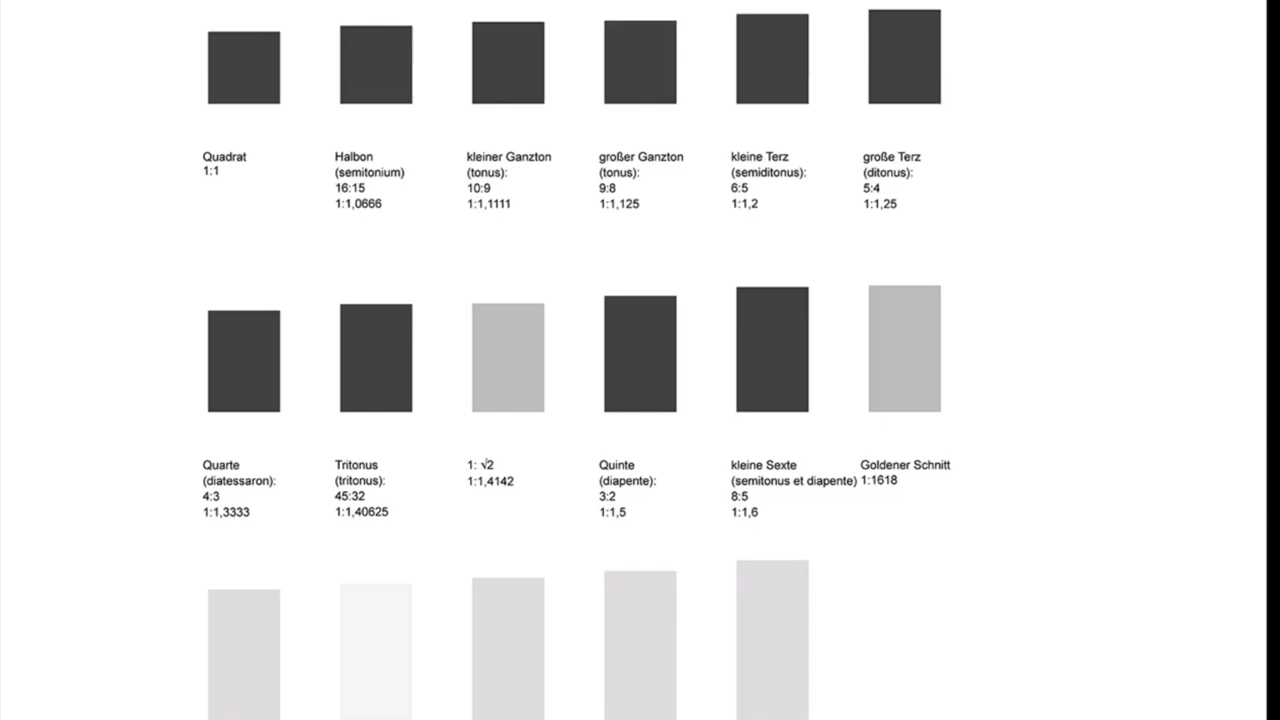 Quadrat
1:1
Halbon
(semitonium)
16:15
1:1,0666
kleiner Ganzton
(tonus):
10:9
1:1,1111
großer Ganzton
(tonus):
9:8
1:1,125
kleine Terz
(semiditonus):
6:5
1:1,2
große Terz
(ditonus):
5:4
1:1,25
Quarte
(diatessaron):
4:3
1:1,3333
Tritonus
(tritonus):
45:32
1:1,40625
1: √2
1:1,4142
Quinte
(diapente):
3:2
1:1,5
kleine Sexte
(semitonus et diapente)
8:5
1:1,6
Goldener Schnitt
1:1618